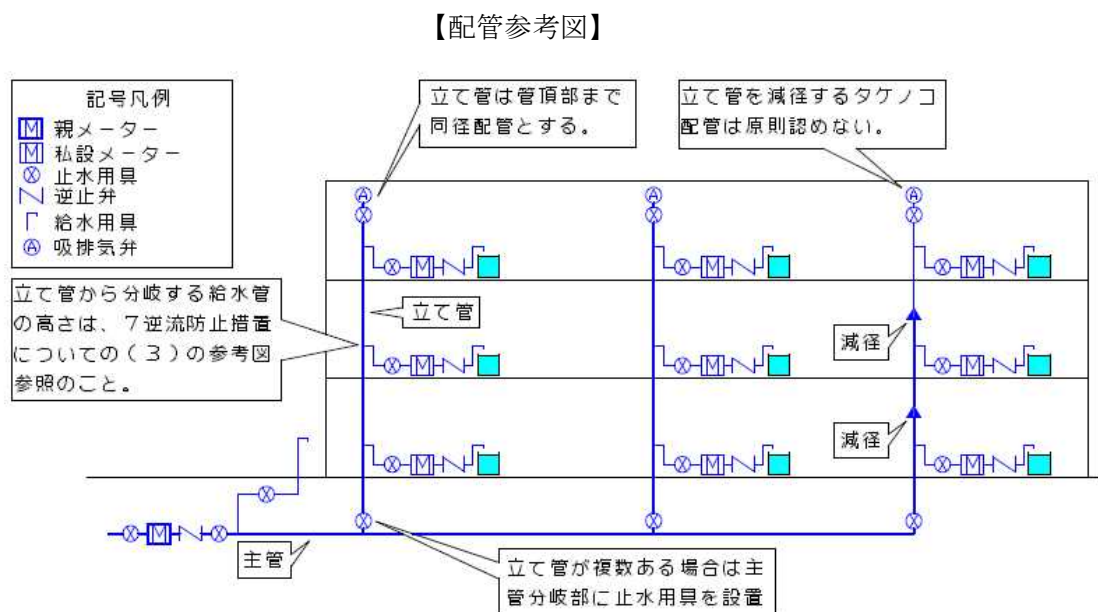 【配管参考図】
記号凡例
M 親メーター
M 私設メーター
止水用具
逆止弁
給水用具
A 吸排気弁
立て管は管頂部まで
同径配管とする。
立て管を減径するタケノコ
配管は原則認めない。
A
A
A
M
M
M
立て管から分岐する給水管
の高さは、７逆流防止措置
についての（３）の参考図
参照のこと。
立て管
減径
M
M
M
減径
M
M
M
M
主管
立て管が複数ある場合は主
管分岐部に止水用具を設置